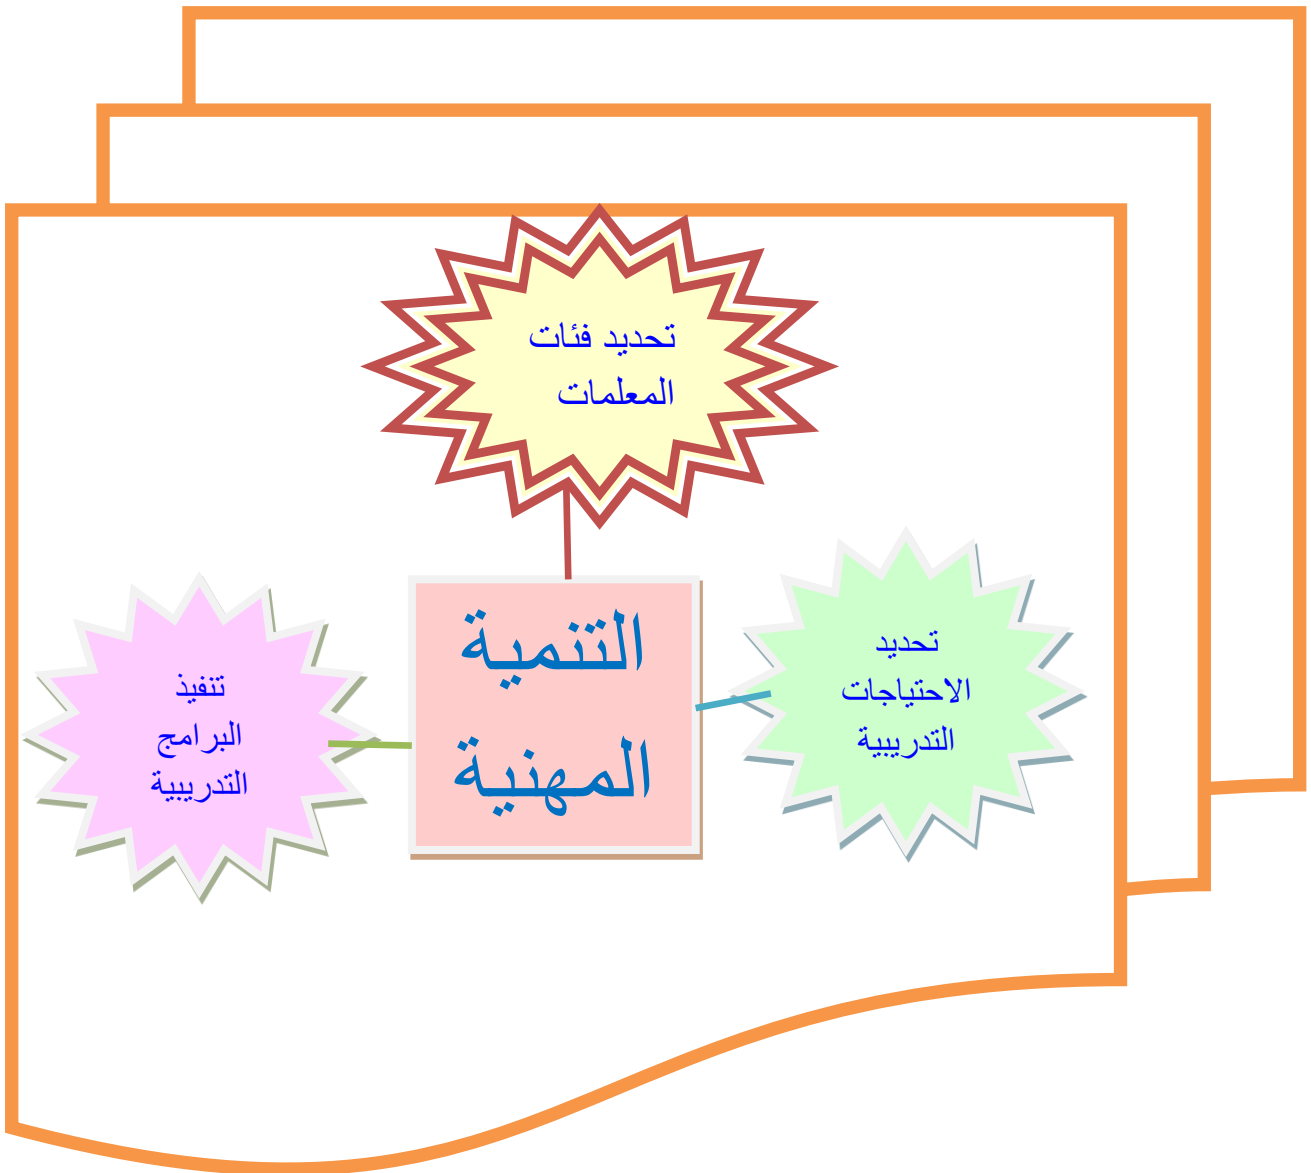 تحديد فئات
المعلمات
التنمية
المهنية
تحديد
الاحتياجات
التدريبية
تنفيذ
البرامج
التدريبية